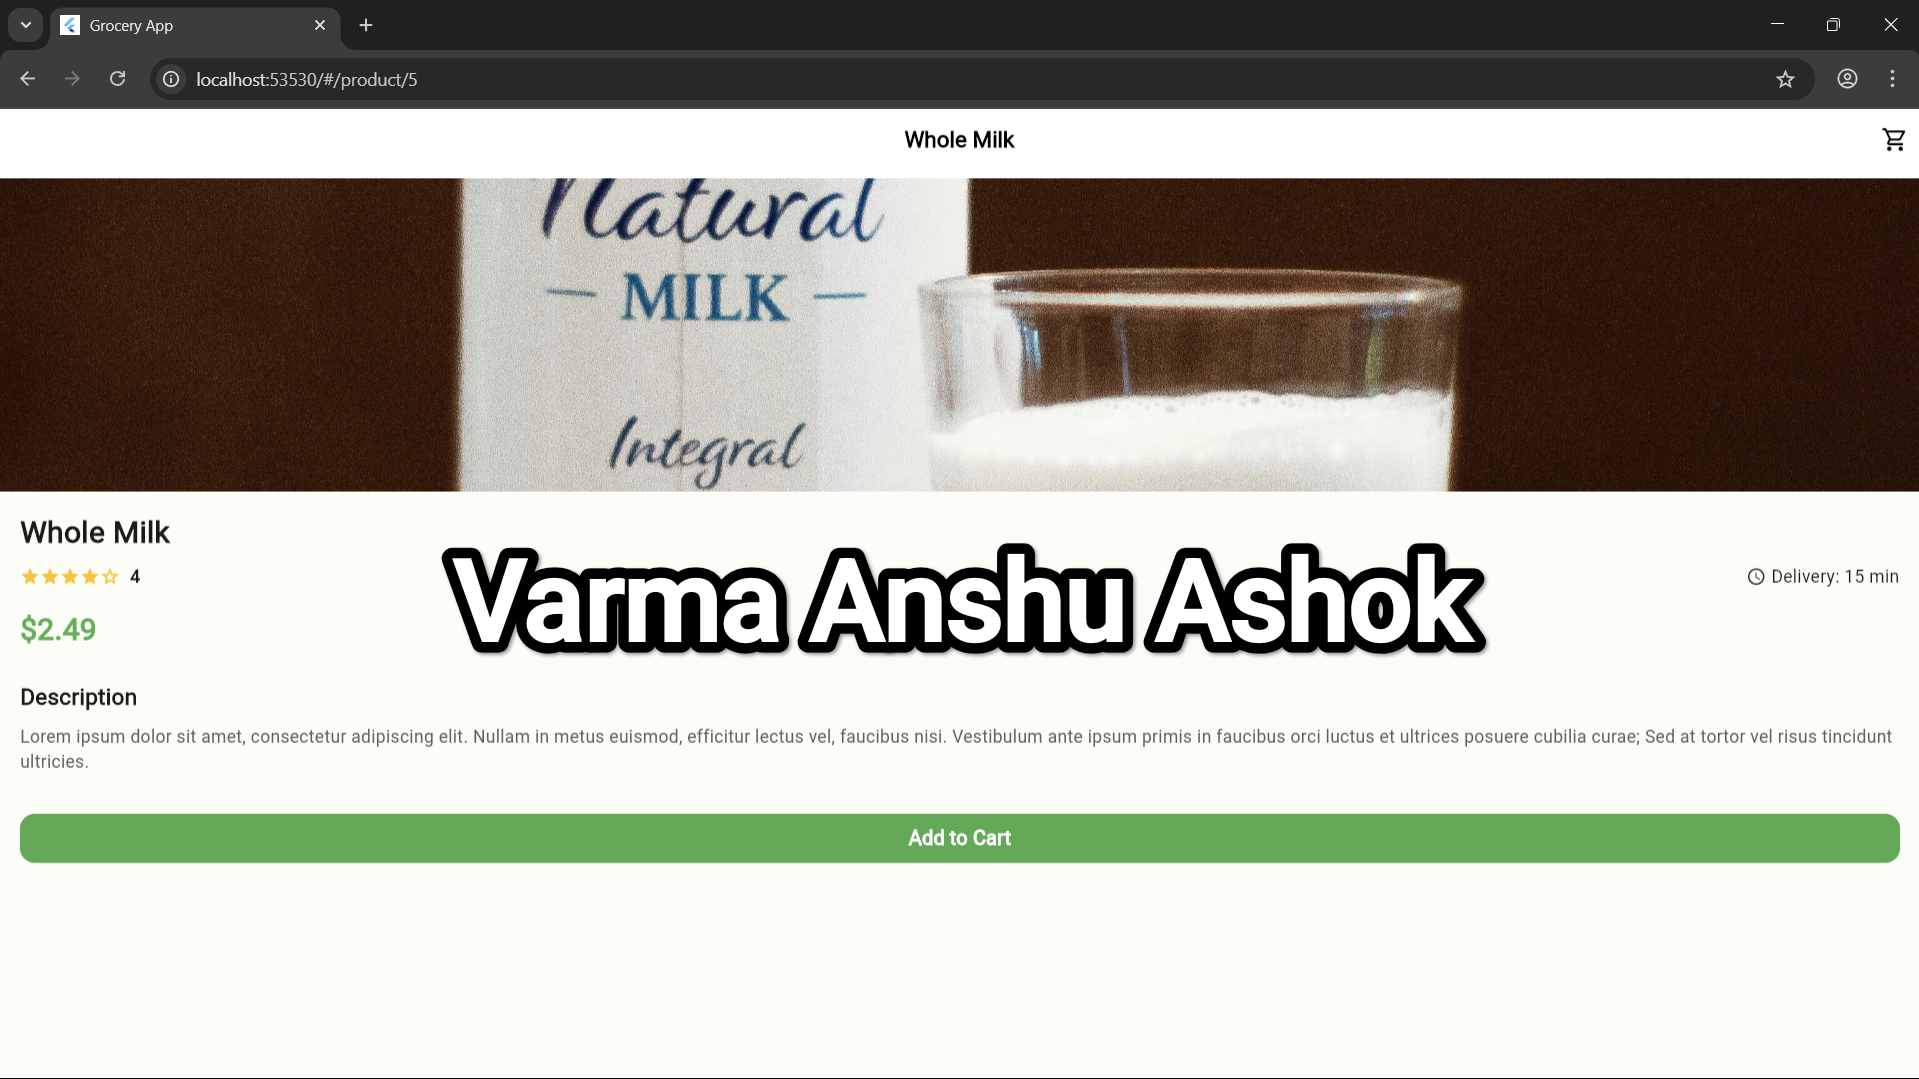 Grocery App
localhost:53530/#/product/5
Whole Milk
Natural
MILK
Integral
Whole Milk
4
Delivery: 15 min
$2.49
Varma Anshu Ashok
Description
Lorem ipsum dolor sit amet, consectetur adipiscing elit. Nullam in metus euismod, efficitur lectus vel, faucibus nisi. Vestibulum ante ipsum primis in faucibus orci luctus et ultrices posuere cubilia curae; Sed at tortor vel risus tincidunt
ultricies.
Add to Cart